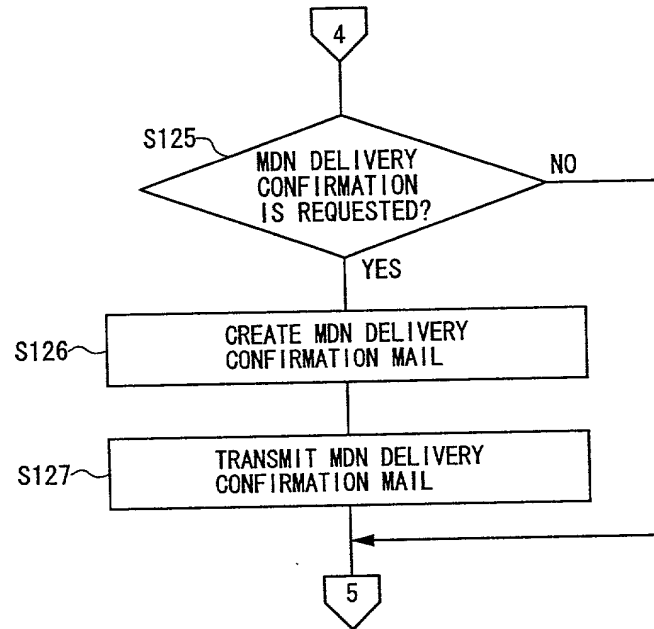 4
S125
MDN DELIVERY
CONFIRMATION
IS REQUESTED?
NO
YES
S126
CREATE MDN DELIVERY
CONFIRMATION MAIL
S127
TRANSMIT MDN DELIVERY
CONFIRMATION MAIL
5